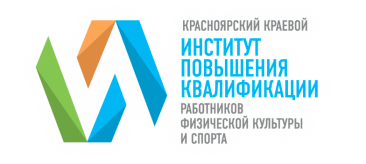 КРАСНОЯРСКИЙ КРАЕВОЙ
ИНСТИТУТ
ПОВЫШЕНИЯ
КВАЛИФИКАЦИИ
РАБОТНИКОВ
ФИЗИЧЕСКОЙ КУЛЬТУРЫ
И СПОРТА